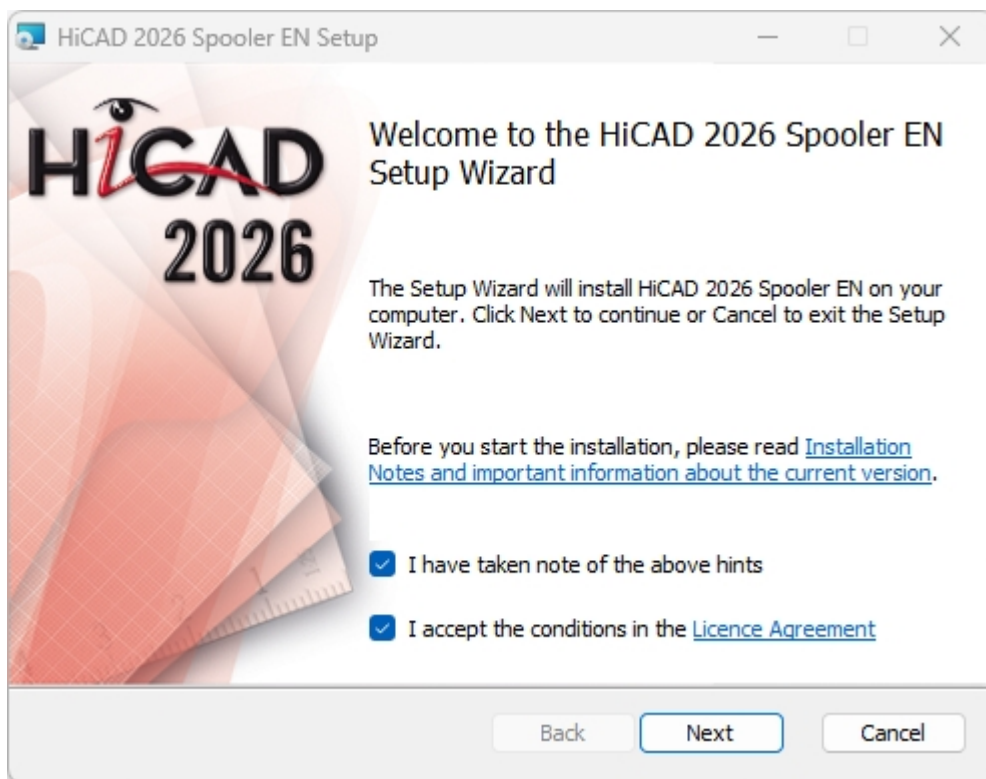 HiCAD 2026 Spooler EN Setup
HiCAD
2026
Welcome to the HiCAD 2026 Spooler EN
Setup Wizard
The Setup Wizard will install HiCAD 2026 Spooler EN on your
computer. Click Next to continue or Cancel to exit the Setup
Wizard.
Before you start the installation, please read Installation
Notes and important information about the current version.
I have taken note of the above hints
I accept the conditions in the Licence Agreement
Back Next Cancel